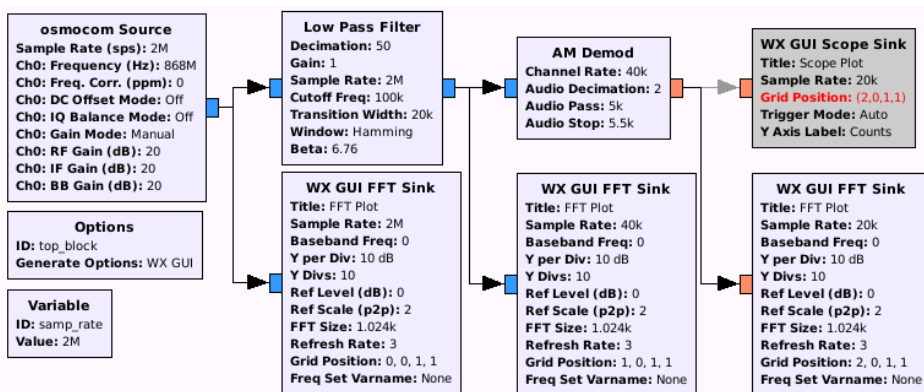 osmocom Source
Sample Rate (sps): 2M
Ch0: Frequency (Hz): 868M
Ch0: Freq. Corr. (ppm): 0
Ch0: DC Offset Mode: Off
Ch0: IQ Balance Mode: Off
Ch0: Gain Mode: Manual
Ch0: RF Gain (dB): 20
Ch0: IF Gain (dB): 20
Ch0: BB Gain (dB): 20
Low Pass Filter
Decimation: 50
Gain: 1
Sample Rate: 2M
Cutoff Freq: 100k
Transition Width: 20k
Window: Hamming
Beta: 6.76
AM Demod
Channel Rate: 40k
Audio Decimation: 2
Audio Pass: 5k
Audio Stop: 5.5k
WX GUI Scope Sink
Title: Scope Plot
Sample Rate: 20k
Grid Position: (2,0,1,1)
Trigger Mode: Auto
Y Axis Label: Counts
Options
ID: top_block
Generate Options: WX GUI
Variable
ID: samp_rate
Value: 2M
WX GUI FFT Sink
Title: FFT Plot
Sample Rate: 2M
Baseband Freq: 0
Y per Div: 10 dB
Y Divs: 10
Ref Level (dB): 0
Ref Scale (p2p): 2
FFT Size: 1.024k
Refresh Rate: 3
Grid Position: 0, 0, 1, 1
Freq Set Varname: None
WX GUI FFT Sink
Title: FFT Plot
Sample Rate: 40k
Baseband Freq: 0
Y per Div: 10 dB
Y Divs: 10
Ref Level (dB): 0
Ref Scale (p2p): 2
FFT Size: 1.024k
Refresh Rate: 3
Grid Position: 1, 0, 1, 1
Freq Set Varname: None
WX GUI FFT Sink
Title: FFT Plot
Sample Rate: 20k
Baseband Freq: 0
Y per Div: 10 dB
Y Divs: 10
Ref Level (dB): 0
Ref Scale (p2p): 2
FFT Size: 1.024k
Refresh Rate: 3
Grid Position: 2, 0, 1, 1
Freq Set Varname: None